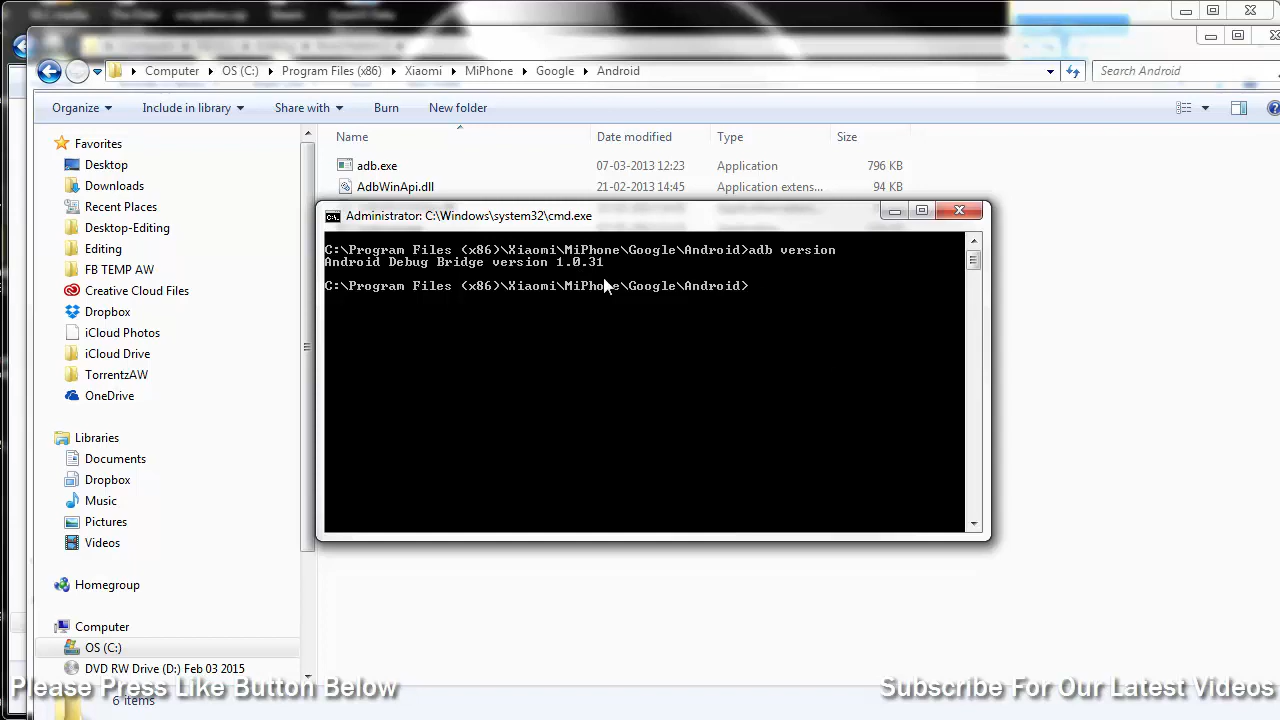 Computer OS (C:) Program Files (x86) Xiaomi MiPhone Google Android
Search Android
Organize Include in library Share with Burn New folder
Name Date modified Type Size
Favorites
Desktop
Downloads
Recent Places
Desktop-Editing
Editing
FB TEMP AW
Creative Cloud Files
Dropbox
iCloud Photos
iCloud Drive
TorrentzAW
OneDrive
Libraries
Documents
Dropbox
Music
Pictures
Videos
Homegroup
Computer
OS (C:)
DVD RW Drive (D:) Feb 03 2015
adb.exe 07-03-2013 12:23 Application 796 KB
AdbWinApi.dll 21-02-2013 14:45 Application extens... 94 KB
Administrator: C:\Windows\system32\cmd.exe
C:\Program Files (x86)\Xiaomi\MiPhone\Google\Android>adb version
Android Debug Bridge version 1.0.31
C:\Program Files (x86)\Xiaomi\MiPhone\Google\Android>
6 items
Please Press Like Button Below
Subscribe For Our Latest Videos